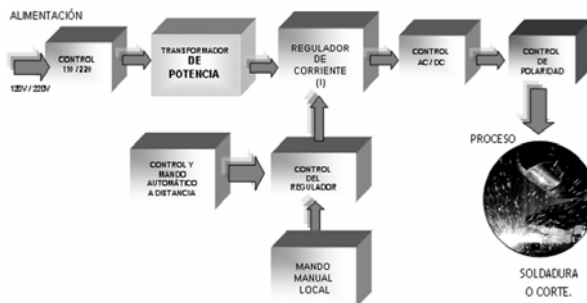 ALIMENTACIÓN
120V / 220V
CONTROL
110 / 220
TRANSFORMADOR
DE
POTENCIA
REGULADOR
DE
CORRIENTE
(I)
CONTROL
AC / DC
CONTROL
DE
POLARIDAD
PROCESO
CONTROL Y
MANDO
AUTOMÁTICO
A DISTANCIA
CONTROL
DEL
REGULADOR
MANDO
MANUAL
LOCAL
SOLDADURA
O CORTE.